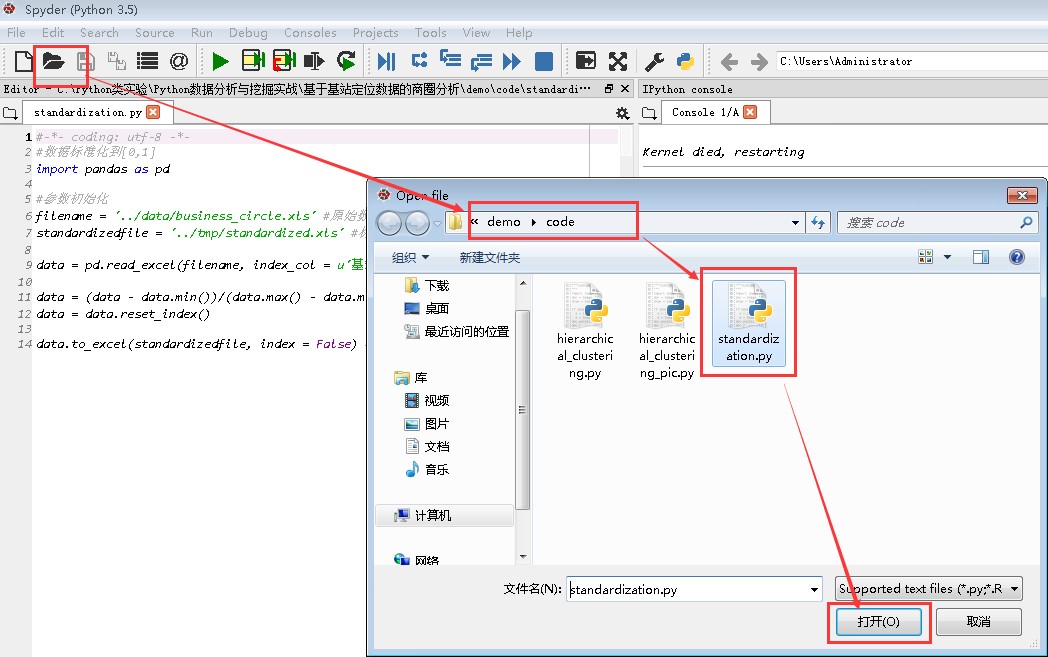 Spyder (Python 3.5)
File Edit Search Source Run Debug Consoles Projects Tools View Help
C:\Users\Administrator
Editor - C:\Python类实验\Python数据分析与挖掘实战\基于基站定位数据的商圈分析\demo\code\standardi…
IPython console
standardization.py
Console 1/A
1 #-*- coding: utf-8 -*-
2 #数据标准化到[0,1]
3 import pandas as pd
4
5 #参数初始化
6 filename = '../data/business_circle.xls' #原始数
7 standardizedfile = '../tmp/standardized.xls' #
8
9 data = pd.read_excel(filename, index_col = u'基
10
11 data = (data - data.min())/(data.max() - data.m
12 data = data.reset_index()
13
14 data.to_excel(standardizedfile, index = False)
Kernel died, restarting
Open file
« demo code
搜索 code
组织 新建文件夹
下载
桌面
最近访问的位置
库
视频
图片
文档
音乐
计算机
网络
hierarchic
al_clusteri
ng.py
hierarchic
al_clusteri
ng_pic.py
standardiz
ation.py
文件名(N): standardization.py
Supported text files (*.py;*.R
打开(O) 取消